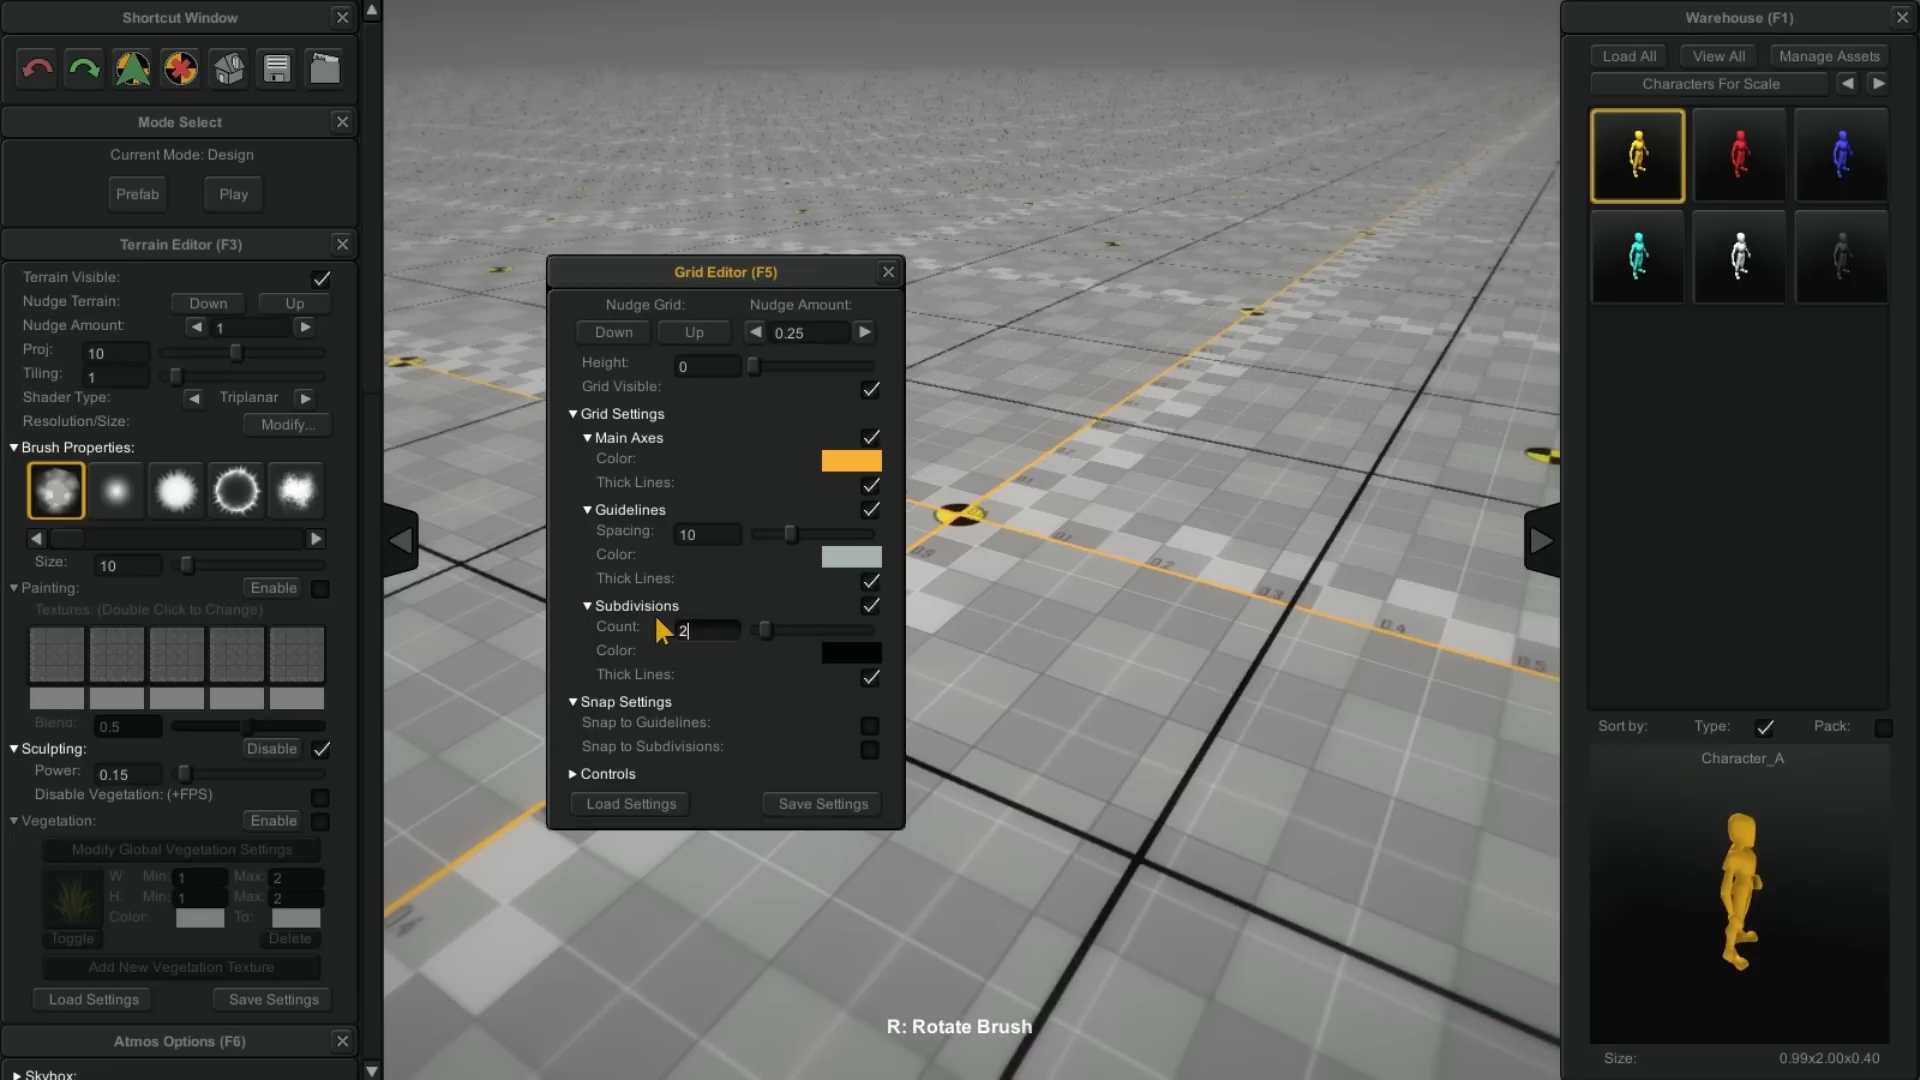 Shortcut Window
Mode Select
Current Mode: Design
Prefab
Play
Terrain Editor (F3)
Terrain Visible:
Nudge Terrain:
Down
Up
Nudge Amount:
1
Proj:
10
Tiling:
1
Shader Type:
Triplanar
Resolution/Size:
Modify...
Brush Properties:
Size:
10
Painting:
Enable
Textures: (Double Click to Change)
Blend:
0.5
Sculpting:
Disable
Power:
0.15
Disable Vegetation: (+FPS)
Vegetation:
Enable
Modify Global Vegetation Settings
W: Min: 1 Max: 2
H: Min: 1 Max: 2
Color:
To:
Toggle
Delete
Add New Vegetation Texture
Load Settings
Save Settings
Atmos Options (F6)
Skybox:
Grid Editor (F5)
Nudge Grid:
Nudge Amount:
Down
Up
0.25
Height:
0
Grid Visible:
Grid Settings
Main Axes
Color:
Thick Lines:
Guidelines
Spacing:
10
Color:
Thick Lines:
Subdivisions
Count:
2
Color:
Thick Lines:
Snap Settings
Snap to Guidelines:
Snap to Subdivisions:
Controls
Load Settings
Save Settings
0.2
0.3
0.4
0.5
R: Rotate Brush
Warehouse (F1)
Load All
View All
Manage Assets
Characters For Scale
Sort by:
Type:
Pack:
Character_A
Size:
0.99x2.00x0.40